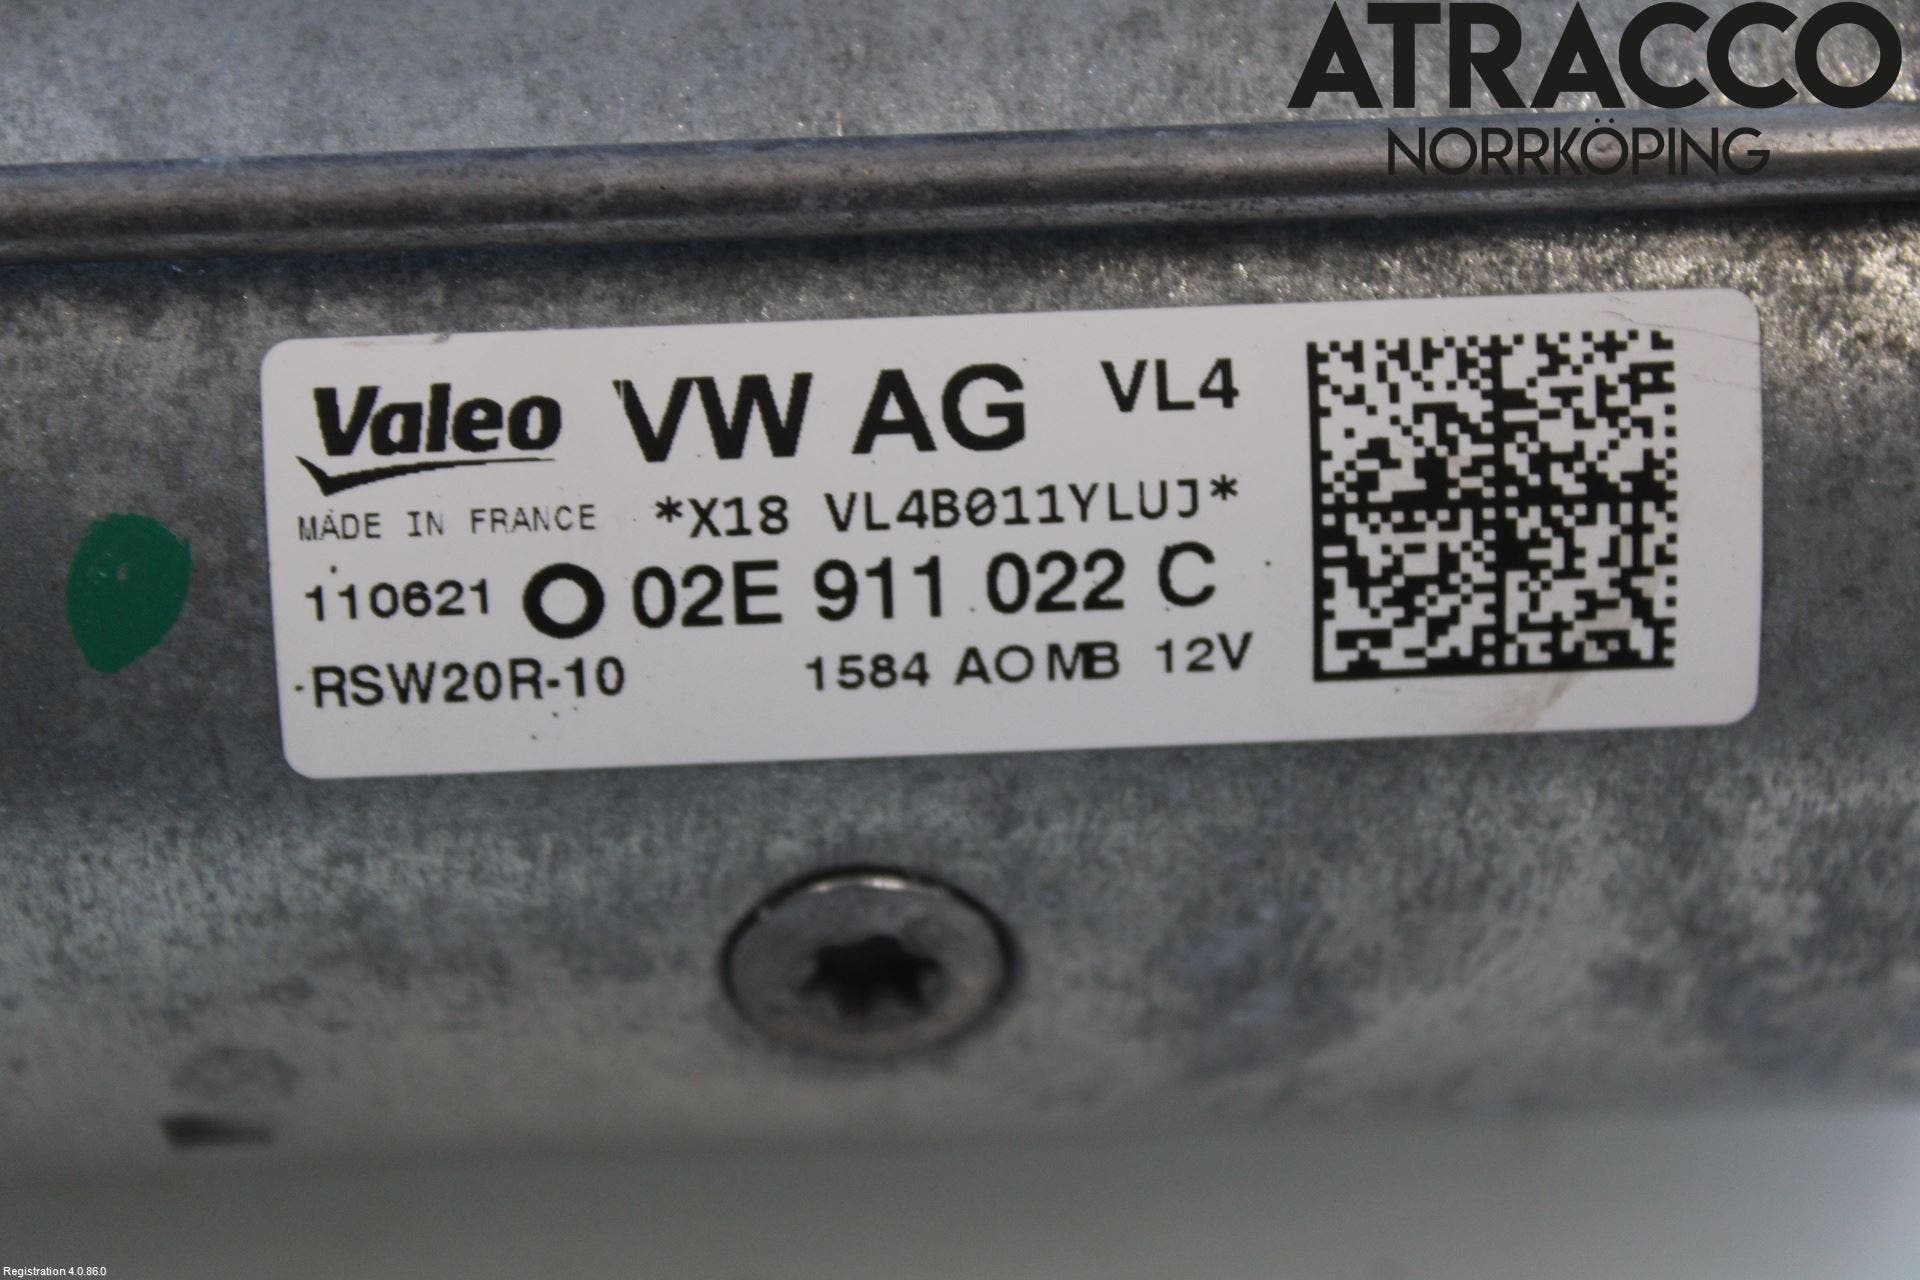 ATRACCO
NORRKÖPING
Valeo VW AG VL4
MADE IN FRANCE *X18 VL4B011YLUJ*
110621 O 02E 911 022 C
RSW20R-10 1584 AOMB 12V
Registration 4.0.86.0